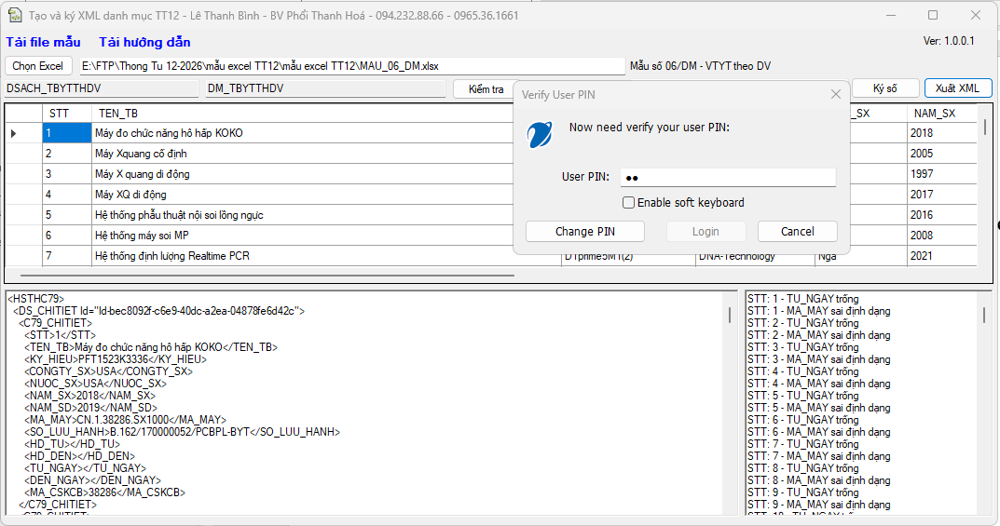 Tạo và ký XML danh mục TT12 - Lê Thanh Bình - BV Phổi Thanh Hoá - 094.232.88.66 - 0965.36.1661
Tải file mẫu Tải hướng dẫn
Ver: 1.0.0.1
Chọn Excel E:\FTP\Thong Tu 12-2026\mẫu excel TT12\mẫu excel TT12\MAU_06_DM.xlsx Mẫu số 06/DM - VTYT theo DV
DSACH_TBYTTHDV DM_TBYTTHDV Kiểm tra Ký số Xuất XML
STT TEN_TB _SX NAM_SX
1 Máy đo chức năng hô hấp KOKO 2018
2 Máy Xquang cố định 2005
3 Máy X quang di động 1997
4 Máy XQ di động 2017
5 Hệ thống phẫu thuật nội soi lồng ngực 2016
6 Hệ thống máy soi MP 2008
7 Hệ thống định lượng Realtime PCR DTprime5M1(2) DNA-Technology Nga 2021
Verify User PIN
Now need verify your user PIN:
User PIN: ●●
Enable soft keyboard
Change PIN Login Cancel
<HSTHC79>
<DS_CHITIET Id="Id-bec8092f-c6e9-40dc-a2ea-04878fe6d42c">
<C79_CHITIET>
<STT>1</STT>
<TEN_TB>Máy đo chức năng hô hấp KOKO</TEN_TB>
<KY_HIEU>PFT1523K3336</KY_HIEU>
<CONGTY_SX>USA</CONGTY_SX>
<NUOC_SX>USA</NUOC_SX>
<NAM_SX>2018</NAM_SX>
<NAM_SD>2019</NAM_SD>
<MA_MAY>CN.1.38286.SX1000</MA_MAY>
<SO_LUU_HANH>B.162/170000052/PCBPL-BYT</SO_LUU_HANH>
<HD_TU></HD_TU>
<HD_DEN></HD_DEN>
<TU_NGAY></TU_NGAY>
<DEN_NGAY></DEN_NGAY>
<MA_CSKCB>38286</MA_CSKCB>
</C79_CHITIET>
<C79_CHITIET>
STT: 1 - TU_NGAY trống
STT: 1 - MA_MAY sai định dạng
STT: 2 - TU_NGAY trống
STT: 2 - MA_MAY sai định dạng
STT: 3 - TU_NGAY trống
STT: 3 - MA_MAY sai định dạng
STT: 4 - TU_NGAY trống
STT: 4 - MA_MAY sai định dạng
STT: 5 - TU_NGAY trống
STT: 5 - MA_MAY sai định dạng
STT: 6 - TU_NGAY trống
STT: 6 - MA_MAY sai định dạng
STT: 7 - TU_NGAY trống
STT: 7 - MA_MAY sai định dạng
STT: 8 - TU_NGAY trống
STT: 8 - MA_MAY sai định dạng
STT: 9 - TU_NGAY trống
STT: 9 - MA_MAY sai định dạng
STT: 10 - TU_NGAY trống